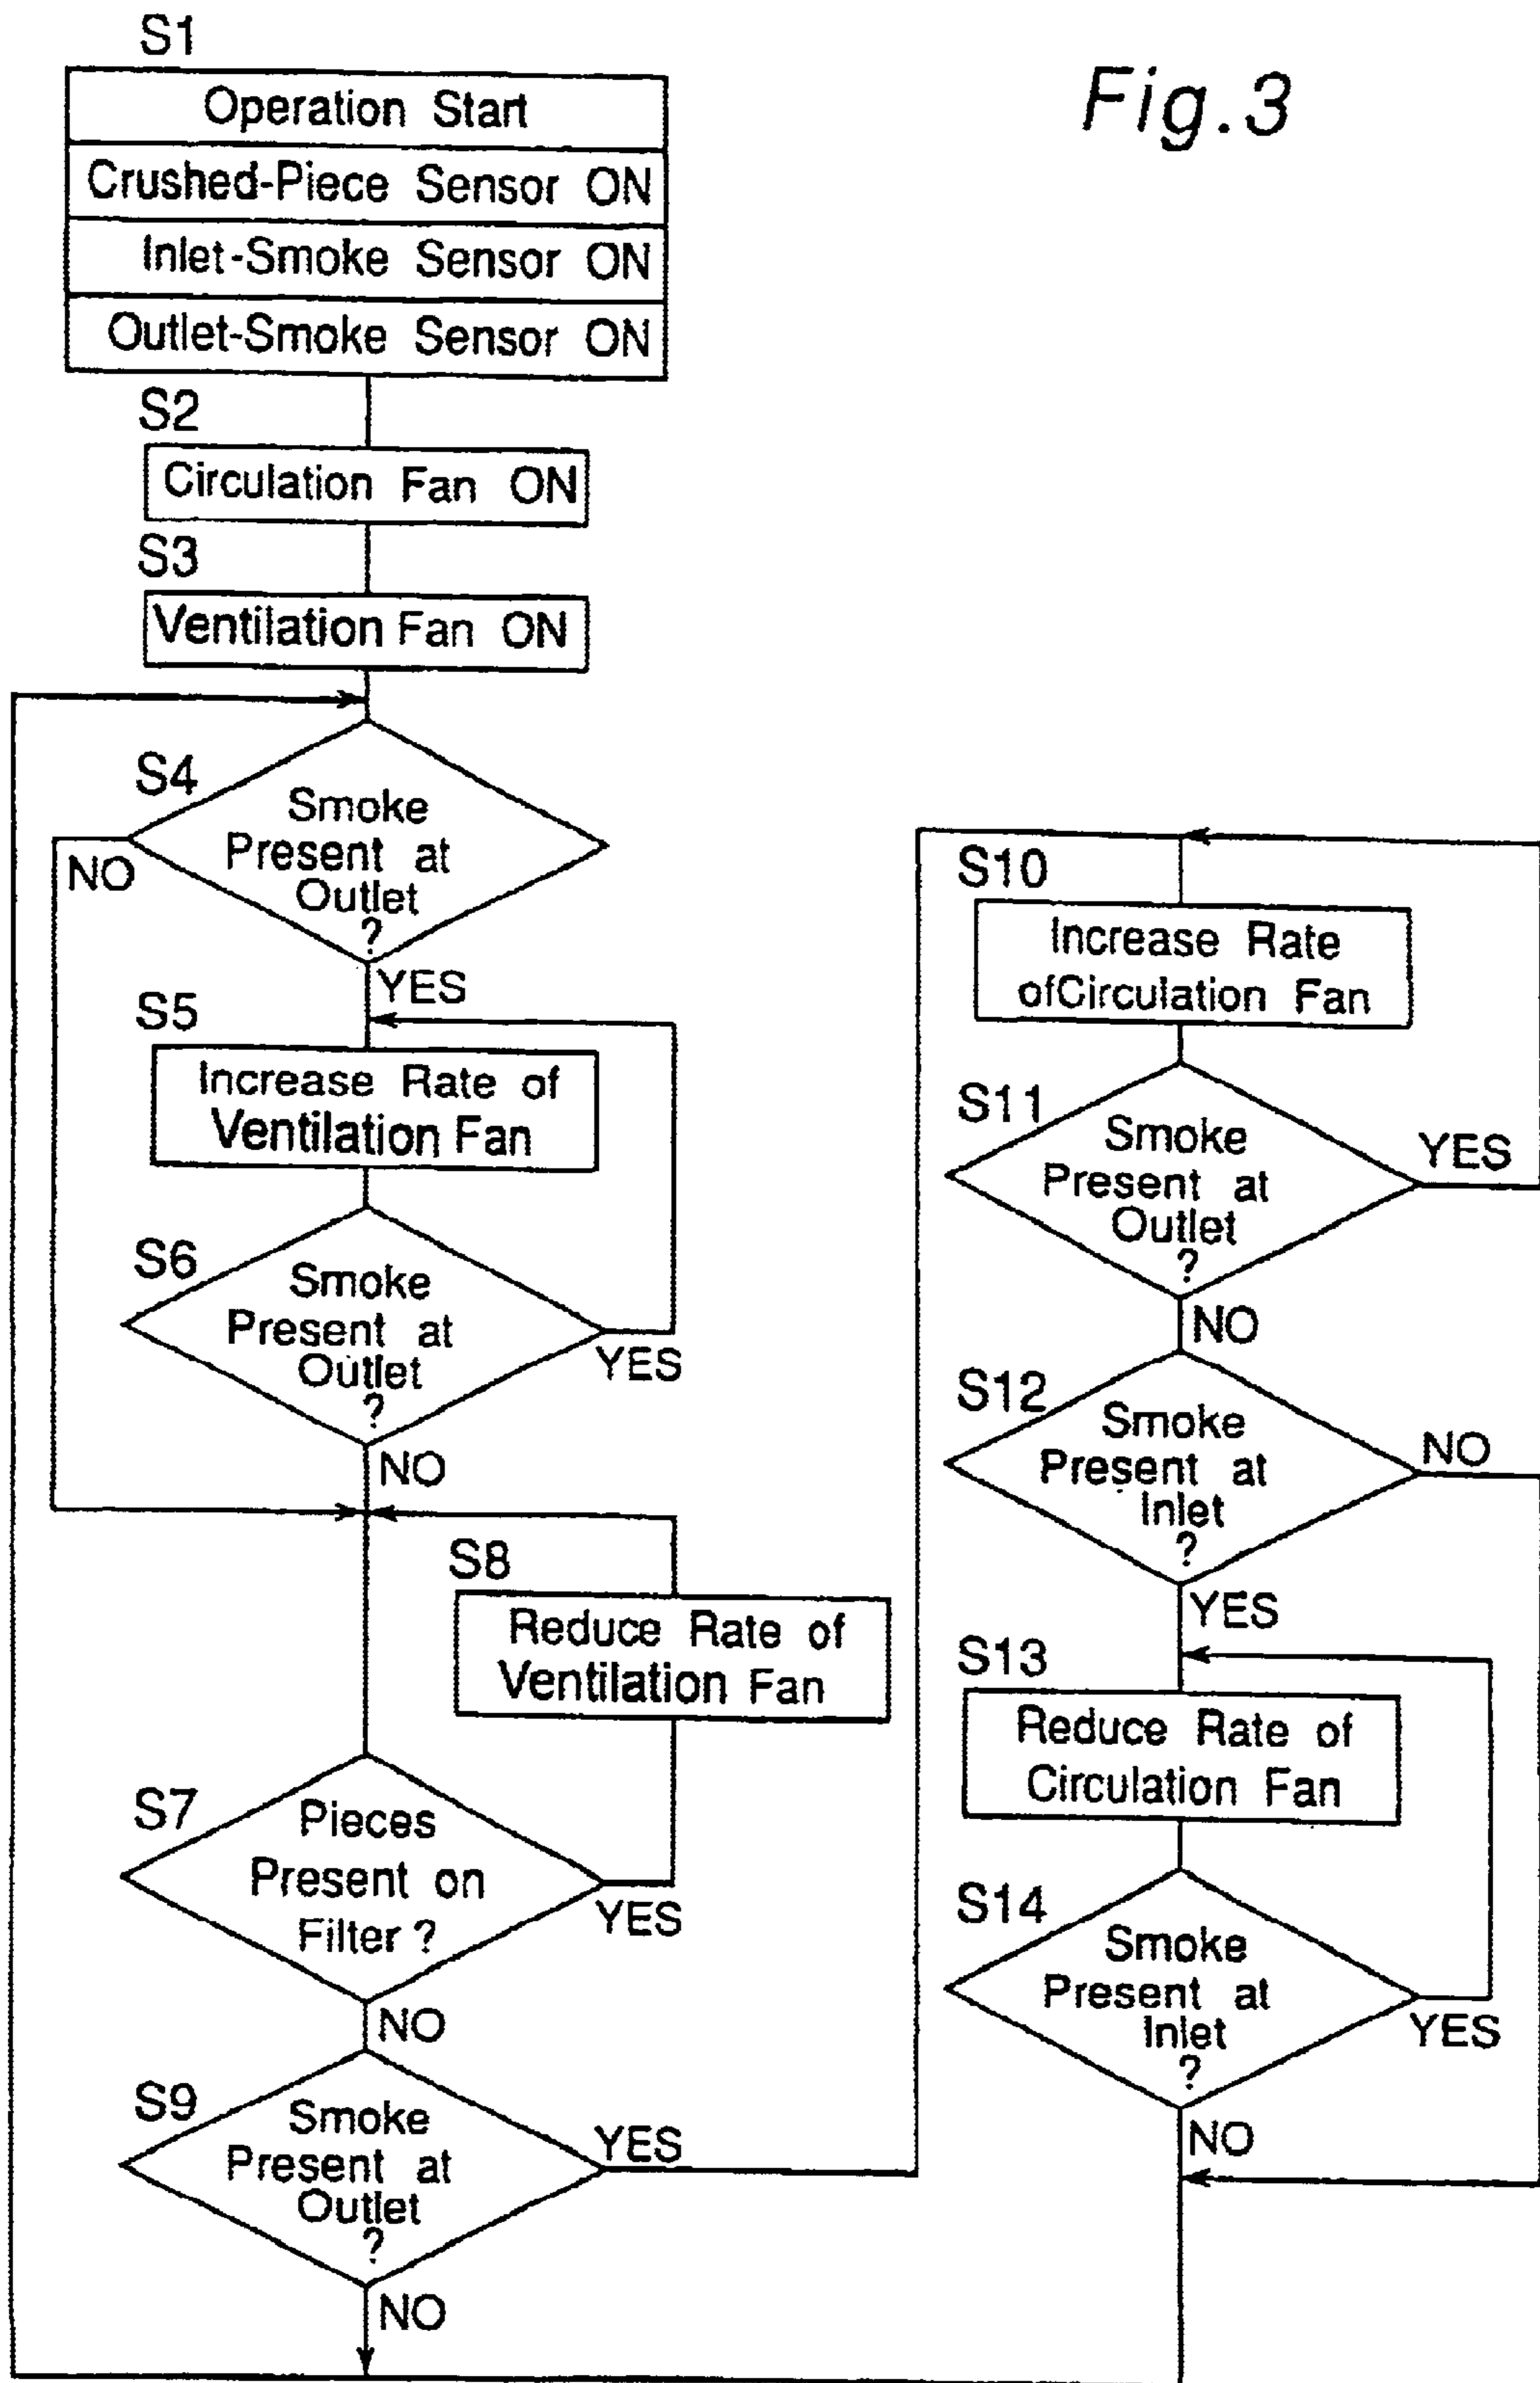 Fig.3
S1
Operation Start
Crushed-Piece Sensor ON
Inlet-Smoke Sensor ON
Outlet-Smoke Sensor ON
S2
Circulation Fan ON
S3
Ventilation Fan ON
S4
Smoke
Present at
Outlet
?
NO
YES
S5
Increase Rate of
Ventilation Fan
S6
Smoke
Present at
Outlet
?
YES
NO
S8
Reduce Rate of
Ventilation Fan
S7
Pieces
Present on
Filter ?
YES
NO
S9
Smoke
Present at
Outlet
?
YES
NO
S10
Increase Rate
ofCirculation Fan
S11
Smoke
Present at
Outlet
?
YES
NO
S12
Smoke
Present at
Inlet
?
NO
YES
S13
Reduce Rate of
Circulation Fan
S14
Smoke
Present at
Inlet
?
YES
NO